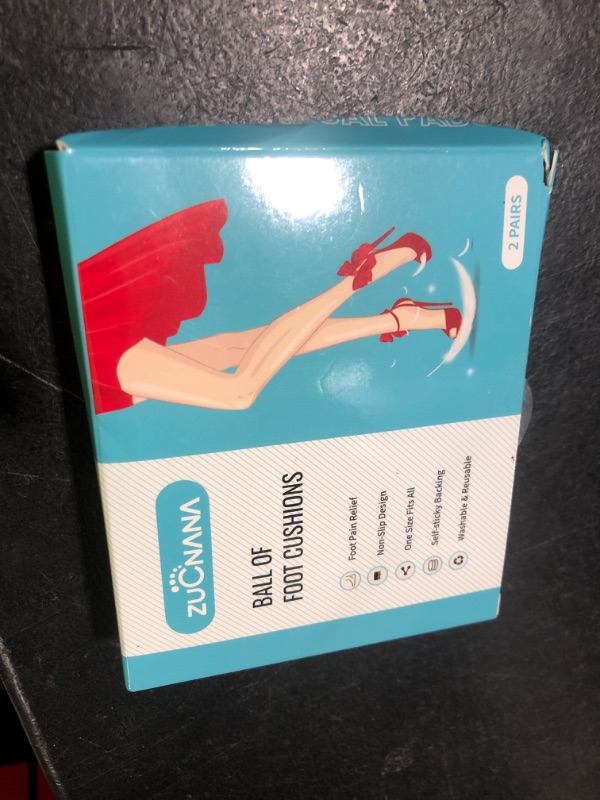 2 PAIRS
ZUCNANA
BALL OF
FOOT CUSHIONS
Foot Pain Relief
Non-Slip Design
One Size Fits All
Self-sticky Backing
Washable & Reusable
PAD